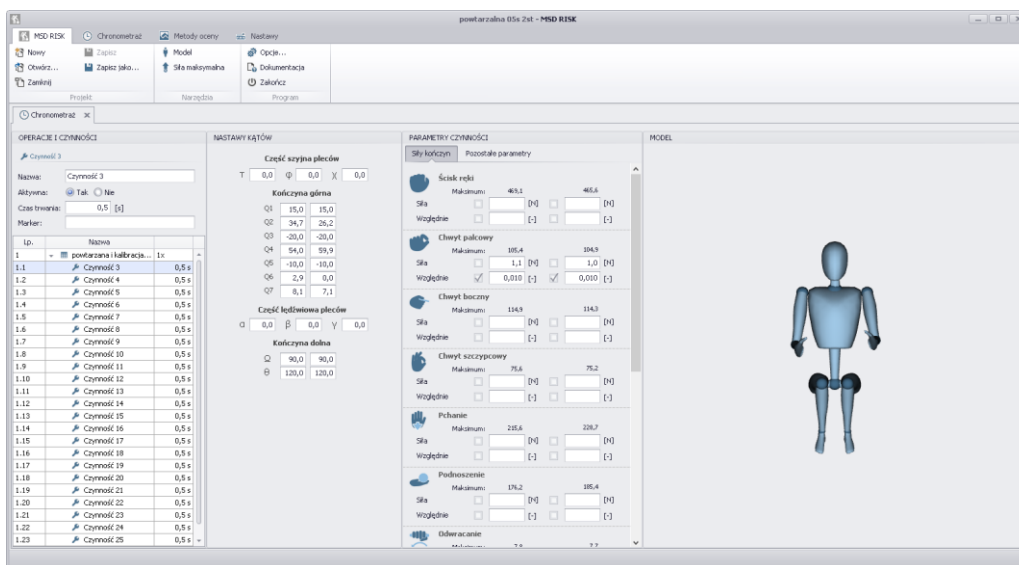 powtarzalna 05s 2st - MSD RISK
MSD RISK Chronometraż Metody oceny Nastawy
Nowy Zapisz Model Opcje...
Otwórz... Zapisz jako... Siła maksymalna Dokumentacja
Zamknij Zakończ
Projekt Narzędzia Program
Chronometraż
OPERACJE I CZYNNOŚCI
Czynność 3
Nazwa: Czynność 3
Aktywna: Tak Nie
Czas trwania: 0,5 [s]
Marker:
Lp. Nazwa
1 powtarzana i kalibracja... 1x
1.1 Czynność 3 0,5 s
1.2 Czynność 4 0,5 s
1.3 Czynność 5 0,5 s
1.4 Czynność 6 0,5 s
1.5 Czynność 7 0,5 s
1.6 Czynność 8 0,5 s
1.7 Czynność 9 0,5 s
1.8 Czynność 10 0,5 s
1.9 Czynność 11 0,5 s
1.10 Czynność 12 0,5 s
1.11 Czynność 13 0,5 s
1.12 Czynność 14 0,5 s
1.13 Czynność 15 0,5 s
1.14 Czynność 16 0,5 s
1.15 Czynność 17 0,5 s
1.16 Czynność 18 0,5 s
1.17 Czynność 19 0,5 s
1.18 Czynność 20 0,5 s
1.19 Czynność 21 0,5 s
1.20 Czynność 22 0,5 s
1.21 Czynność 23 0,5 s
1.22 Czynność 24 0,5 s
1.23 Czynność 25 0,5 s
NASTAWY KĄTÓW
Część szyjna pleców
T 0,0 φ 0,0 χ 0,0
Kończyna górna
Q1 15,0 15,0
Q2 34,7 26,2
Q3 -20,0 -20,0
Q4 54,0 59,9
Q5 -10,0 -10,0
Q6 2,9 0,0
Q7 8,1 7,1
Część lędźwiowa pleców
α 0,0 β 0,0 γ 0,0
Kończyna dolna
Ω 90,0 90,0
Θ 120,0 120,0
PARAMETRY CZYNNOŚCI
Siły kończyn Pozostałe parametry
Ścisk ręki
Maksimum: 469,1 465,6
Siła [N] [N]
Względnie [-] [-]
Chwyt palcowy
Maksimum: 105,4 104,9
Siła 1,1 [N] 1,0 [N]
Względnie 0,010 [-] 0,010 [-]
Chwyt boczny
Maksimum: 114,9 114,3
Siła [N] [N]
Względnie [-] [-]
Chwyt szczypcowy
Maksimum: 75,6 75,2
Siła [N] [N]
Względnie [-] [-]
Pchanie
Maksimum: 215,6 228,7
Siła [N] [N]
Względnie [-] [-]
Podnoszenie
Maksimum: 176,2 185,4
Siła [N] [N]
Względnie [-] [-]
Odwracanie
MODEL